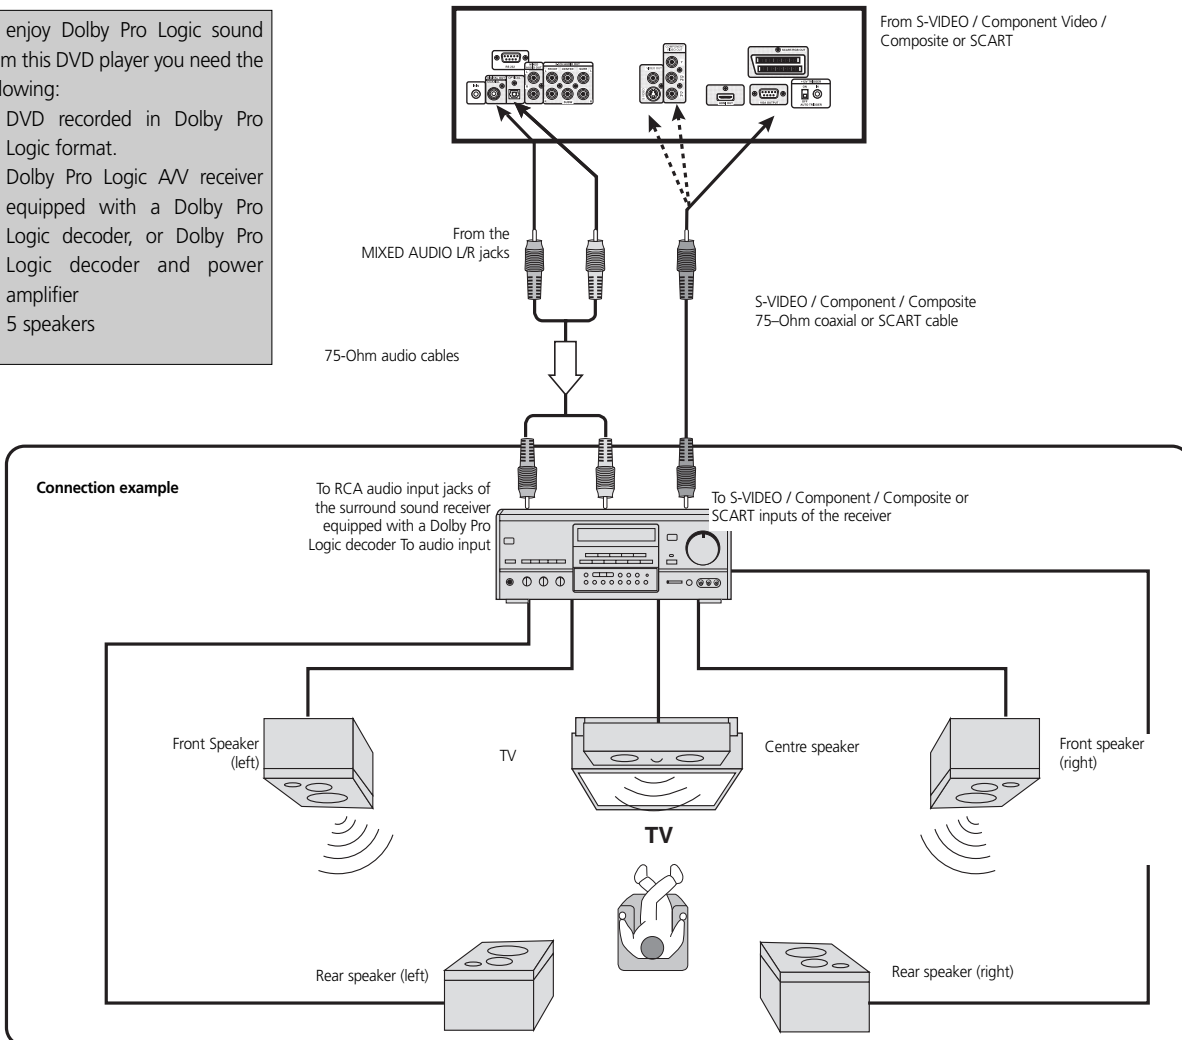 enjoy Dolby Pro Logic sound
m this DVD player you need the
lowing:
DVD recorded in Dolby Pro
Logic format.
Dolby Pro Logic A/V receiver
equipped with a Dolby Pro
Logic decoder, or Dolby Pro
Logic decoder and power
amplifier
5 speakers
From S-VIDEO / Component Video /
Composite or SCART
From the
MIXED AUDIO L/R jacks
S-VIDEO / Component / Composite
75–Ohm coaxial or SCART cable
75-Ohm audio cables
Connection example
To RCA audio input jacks of
the surround sound receiver
equipped with a Dolby Pro
Logic decoder To audio input
To S-VIDEO / Component / Composite or
SCART inputs of the receiver
Front Speaker
(left)
TV
Centre speaker
Front speaker
(right)
TV
Rear speaker (left)
Rear speaker (right)